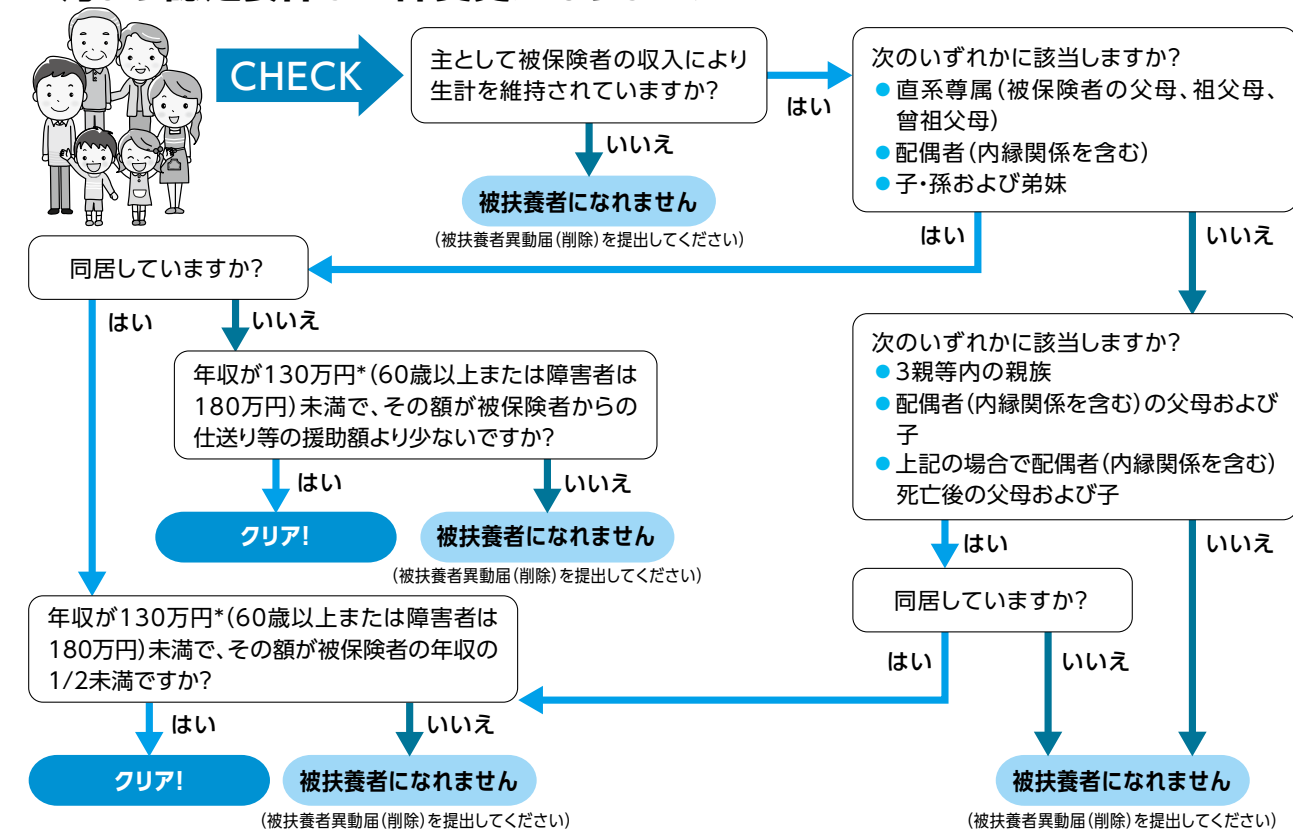 CHECK
主として被保険者の収入により
生計を維持されていますか?
はい
いいえ
被扶養者になれません
(被扶養者異動届(削除)を提出してください)
次のいずれかに該当しますか?
●直系尊属(被保険者の父母、祖父母、
曾祖父母)
●配偶者(内縁関係を含む)
●子・孫および弟妹
はい
いいえ
同居していますか?
はい
いいえ
年収が130万円*(60歳以上または障害者は
180万円)未満で、その額が被保険者からの
仕送り等の援助額より少ないですか?
はい
いいえ
クリア!
被扶養者になれません
(被扶養者異動届(削除)を提出してください)
次のいずれかに該当しますか?
●3親等内の親族
●配偶者(内縁関係を含む)の父母および
子
●上記の場合で配偶者(内縁関係を含む)
死亡後の父母および子
はい
いいえ
同居していますか?
はい
いいえ
年収が130万円*(60歳以上または障害者は
180万円)未満で、その額が被保険者の年収の
1/2未満ですか?
はい
いいえ
クリア!
被扶養者になれません
(被扶養者異動届(削除)を提出してください)
被扶養者になれません
(被扶養者異動届(削除)を提出してください)